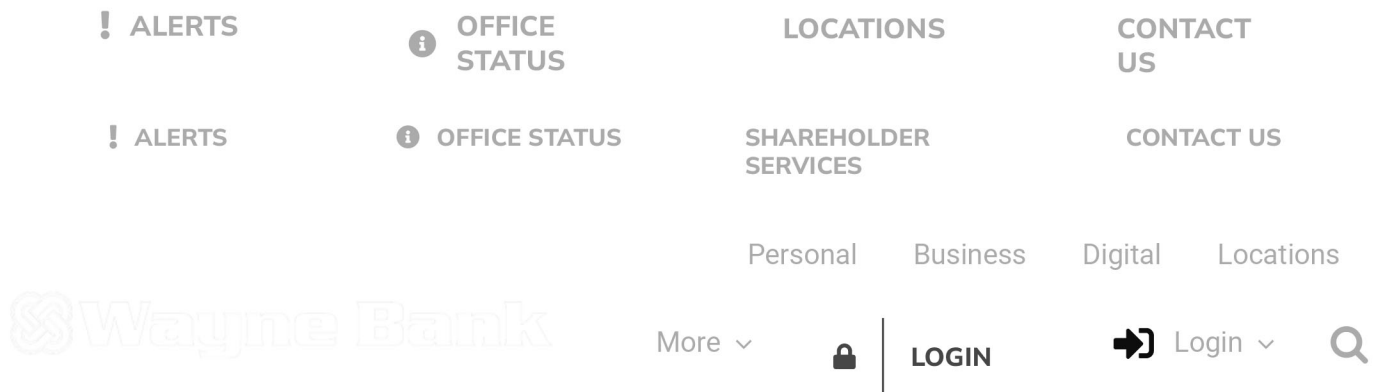 ALERTS
OFFICE
STATUS
LOCATIONS
CONTACT
US
ALERTS
OFFICE STATUS
SHAREHOLDER
SERVICES
CONTACT US
Personal Business Digital Locations
Wayne Bank
More
LOGIN
Login